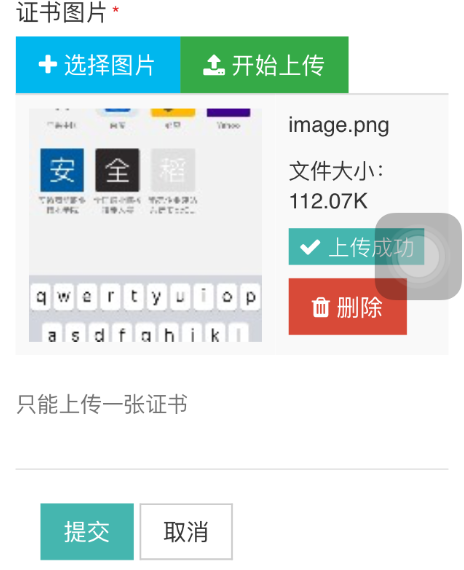 证书图片 *
选择图片
开始上传
image.png
文件大小：
112.07K
上传成功
删除
Yahoo
安
全
稻
q w e r t y u i o p
a s d f g h j k l
只能上传一张证书
提交
取消